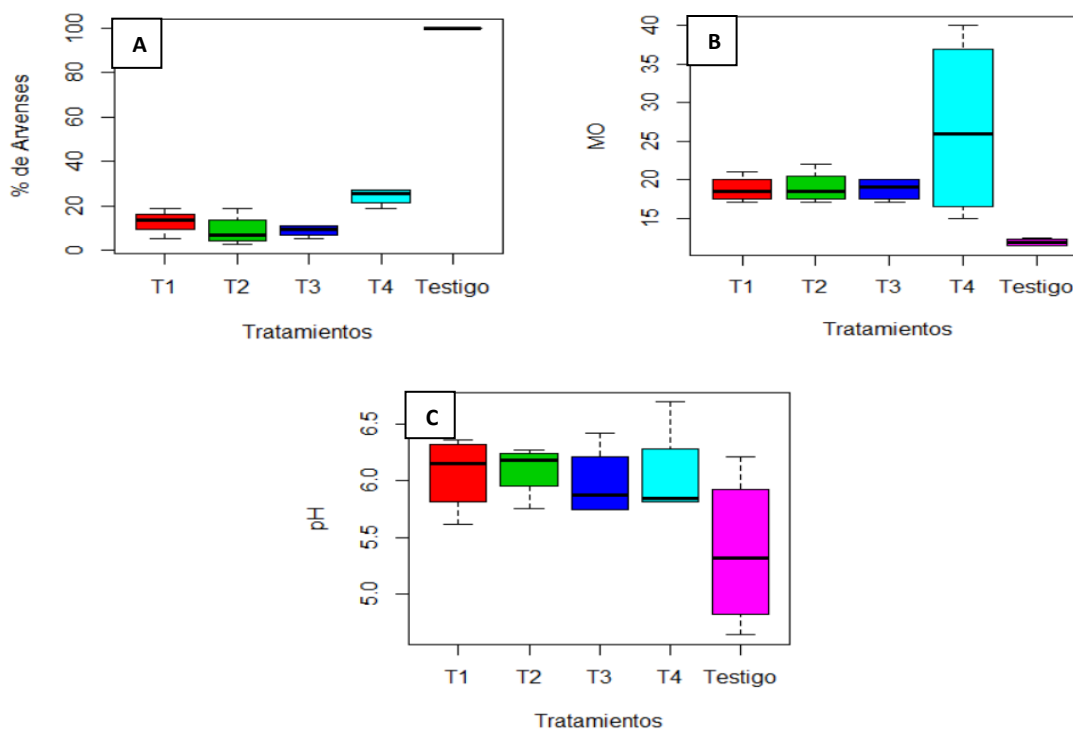 A
% de Arvenses
100
80
60
40
20
0
T1 T2 T3 T4 Testigo
Tratamientos
B
MO
40
35
30
25
20
15
T1 T2 T3 T4 Testigo
Tratamientos
C
pH
6.5
6.0
5.5
5.0
T1 T2 T3 T4 Testigo
Tratamientos